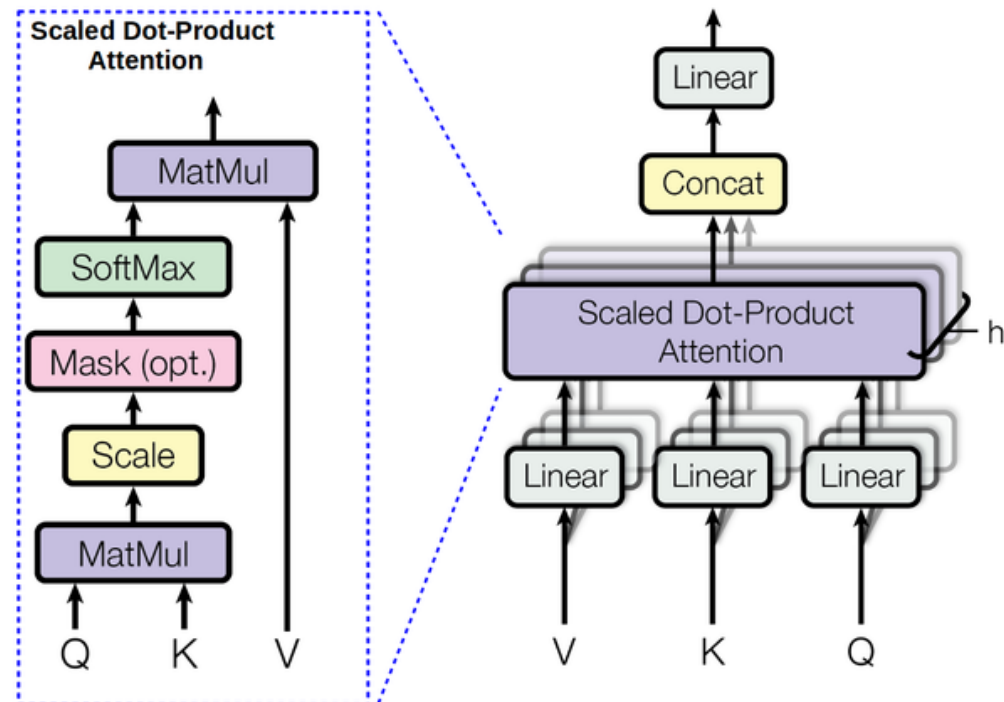 Scaled Dot-Product
Attention
MatMul
SoftMax
Mask (opt.)
Scale
MatMul
Q K V
Linear
Concat
Scaled Dot-Product
Attention
h
Linear Linear Linear
V K Q